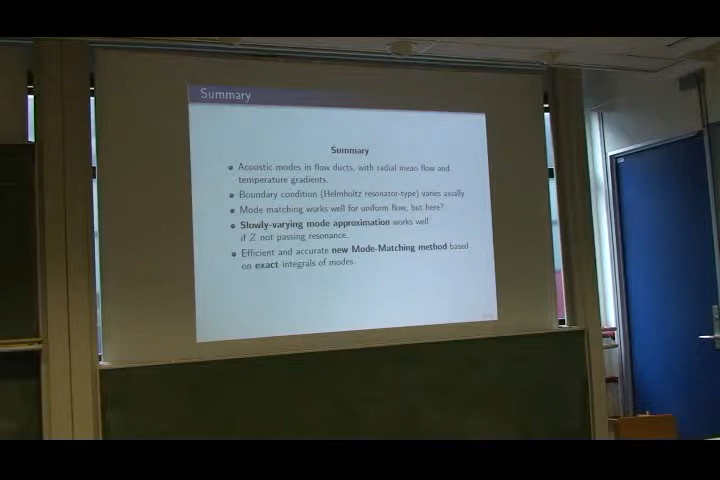 Summary
Summary
Acoustic modes in flow ducts, with radial mean flow and
temperature gradients.
Boundary condition (Helmholtz resonator-type) varies axially
Mode matching works well for uniform flow, but here?
Slowly-varying mode approximation works well
if Z not passing resonance.
Efficient and accurate new Mode-Matching method based
on exact integrals of modes.